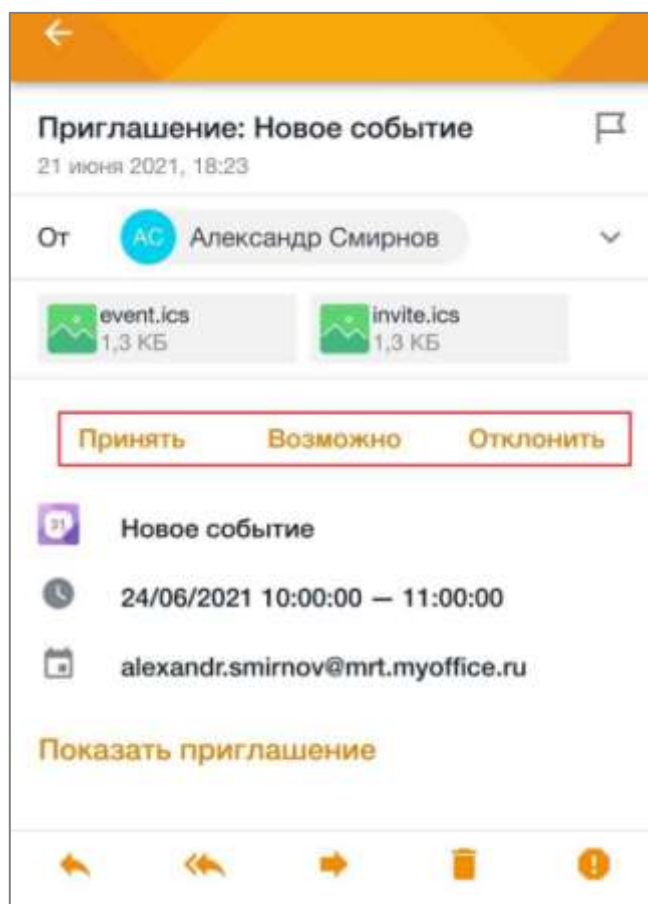 Приглашение: Новое событие
21 июня 2021, 18:23
От АС Александр Смирнов
event.ics invite.ics
1,3 КБ 1,3 КБ
Принять Возможно Отклонить
31 Новое событие
24/06/2021 10:00:00 — 11:00:00
alexandr.smirnov@mrt.myoffice.ru
Показать приглашение